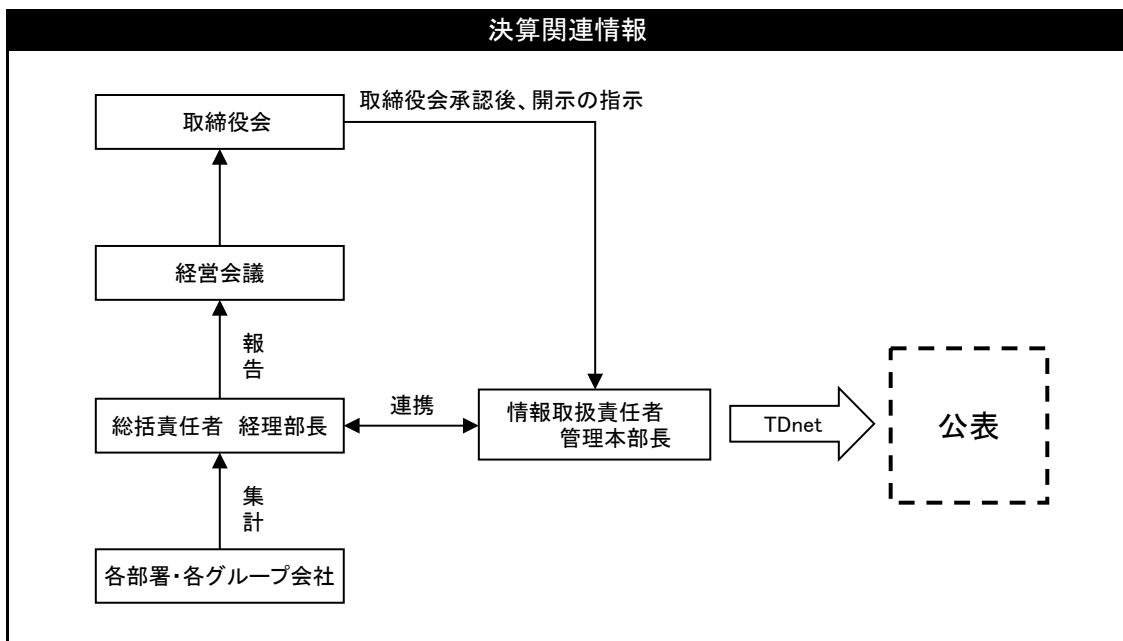 決算関連情報
取締役会
取締役会承認後、開示の指示
経営会議
報告
総括責任者　経理部長
連携
情報取扱責任者
管理本部長
TDnet
公表
集計
各部署・各グループ会社